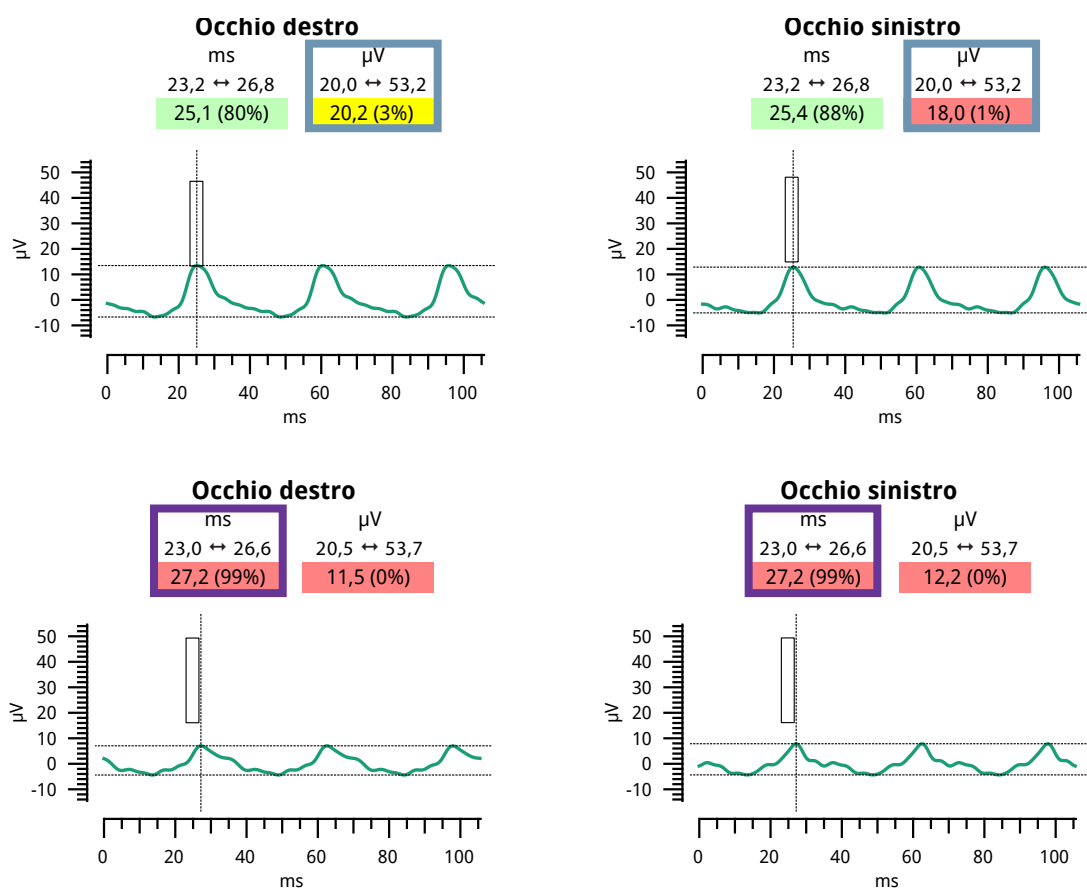 Occhio destro
ms µV
23,2 ↔ 26,8 20,0 ↔ 53,2
25,1 (80%) 20,2 (3%)
50
40
30
20
10
0
-10
µV
0 20 40 60 80 100
ms
Occhio sinistro
ms µV
23,2 ↔ 26,8 20,0 ↔ 53,2
25,4 (88%) 18,0 (1%)
50
40
30
20
10
0
-10
µV
0 20 40 60 80 100
ms
Occhio destro
ms µV
23,0 ↔ 26,6 20,5 ↔ 53,7
27,2 (99%) 11,5 (0%)
50
40
30
20
10
0
-10
µV
0 20 40 60 80 100
ms
Occhio sinistro
ms µV
23,0 ↔ 26,6 20,5 ↔ 53,7
27,2 (99%) 12,2 (0%)
50
40
30
20
10
0
-10
µV
0 20 40 60 80 100
ms